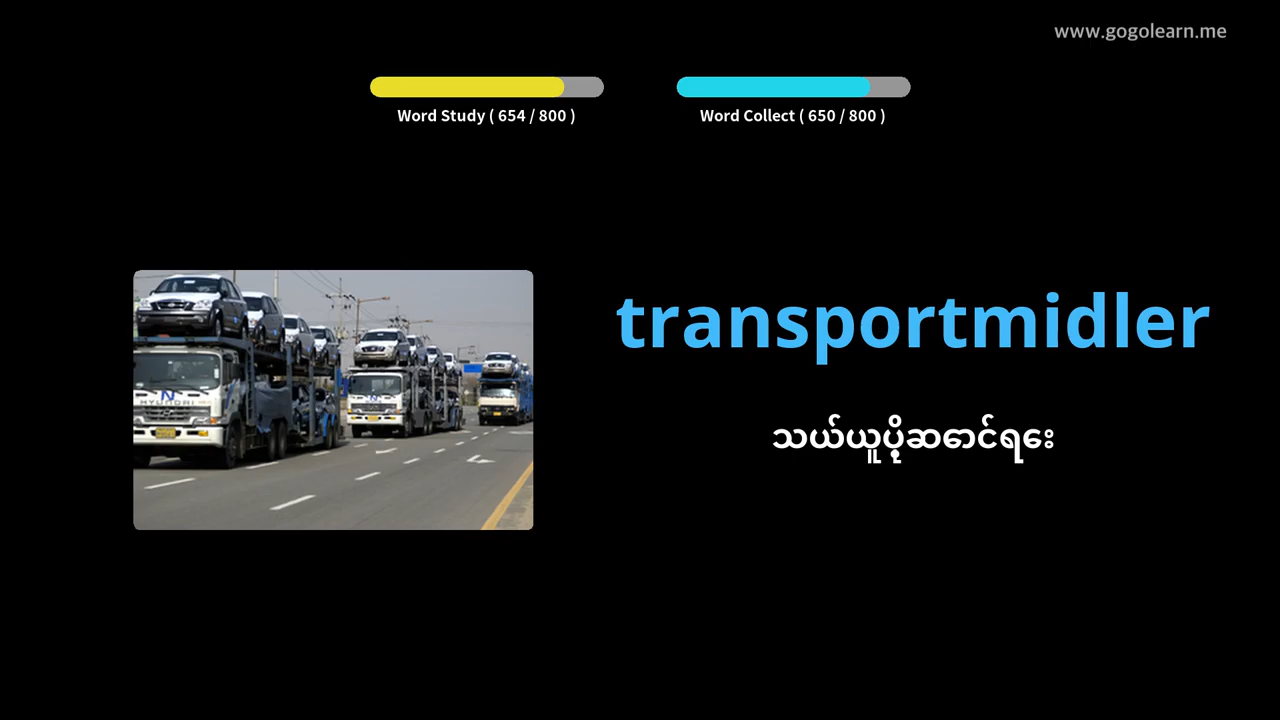 www.gogolearn.me
Word Study ( 654 / 800 )
Word Collect ( 650 / 800 )
HYUNDAI
transportmidler
သယ်ယူပို့ဆောင်ရေး